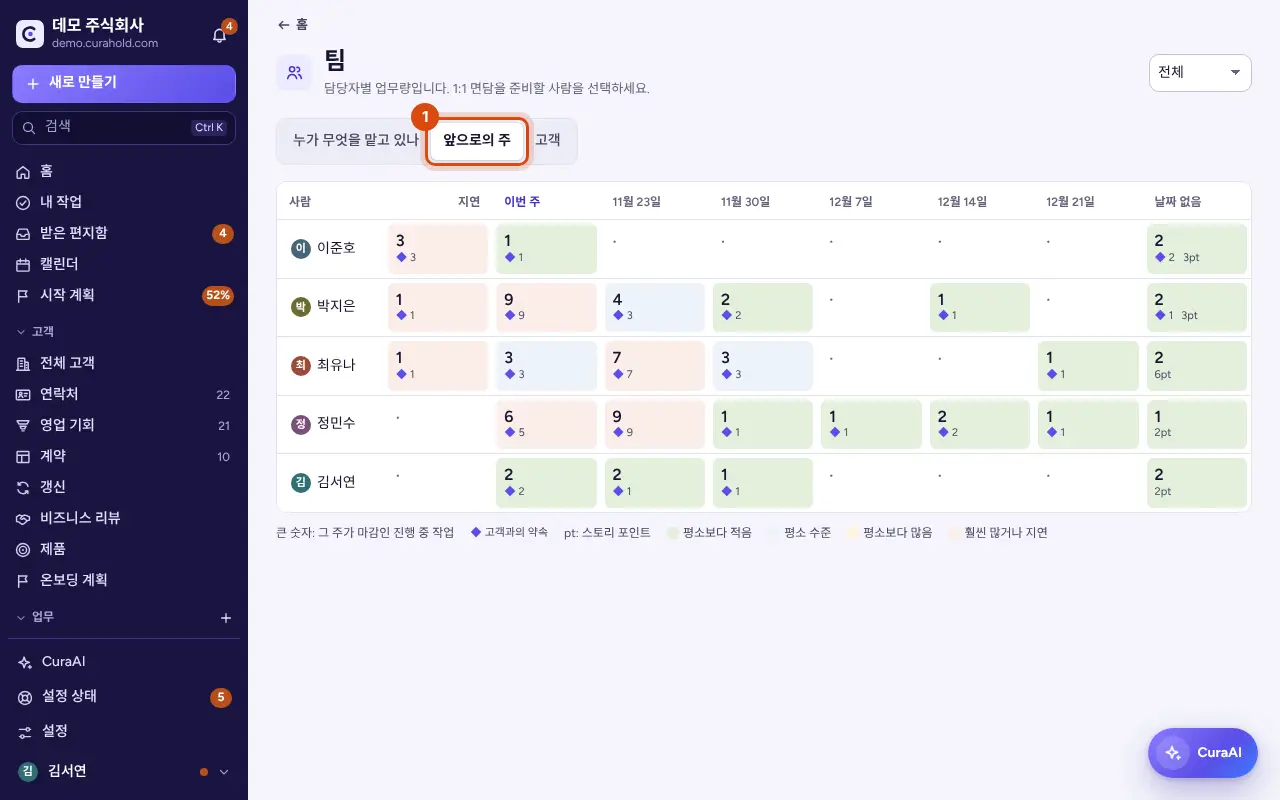 데모 주식회사
demo.curahold.com
4
+ 새로 만들기
검색 Ctrl K
홈
내 작업
받은 편지함 4
캘린더
시작 계획 52%
고객
전체 고객
연락처 22
영업 기회 21
계약 10
갱신
비즈니스 리뷰
제품
온보딩 계획
업무 +
CuraAI
설정 상태 5
설정
김 김서연
← 홈
팀
담당자별 업무량입니다. 1:1 면담을 준비할 사람을 선택하세요.
전체
1
누가 무엇을 맡고 있나 앞으로의 주 고객
사람 지연 이번 주 11월 23일 11월 30일 12월 7일 12월 14일 12월 21일 날짜 없음
이 이준호 3 1 · · · · · 2
◆ 3 ◆ 1 ◆ 2 3pt
박 박지은 1 9 4 2 · 1 · 2
◆ 1 ◆ 9 ◆ 3 ◆ 2 ◆ 1 ◆ 1 3pt
최 최유나 1 3 7 3 · · 1 2
◆ 1 ◆ 3 ◆ 7 ◆ 3 ◆ 1 6pt
정 정민수 · 6 9 1 1 2 1 1
◆ 5 ◆ 9 ◆ 1 ◆ 1 ◆ 2 ◆ 1 2pt
김 김서연 · 2 2 1 · · · 2
◆ 2 ◆ 1 ◆ 1 2pt
큰 숫자: 그 주가 마감인 진행 중 작업 ◆ 고객과의 약속 pt: 스토리 포인트 평소보다 적음 평소 수준 평소보다 많음 훨씬 많거나 지연
CuraAI